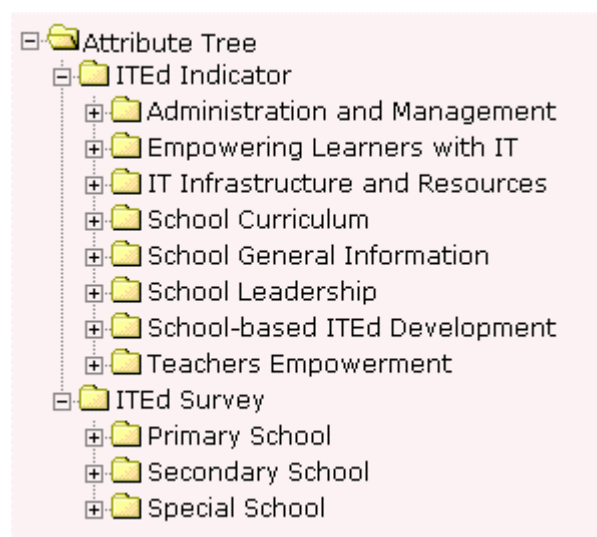 Attribute Tree
ITEd Indicator
Administration and Management
Empowering Learners with IT
IT Infrastructure and Resources
School Curriculum
School General Information
School Leadership
School-based ITEd Development
Teachers Empowerment
ITEd Survey
Primary School
Secondary School
Special School